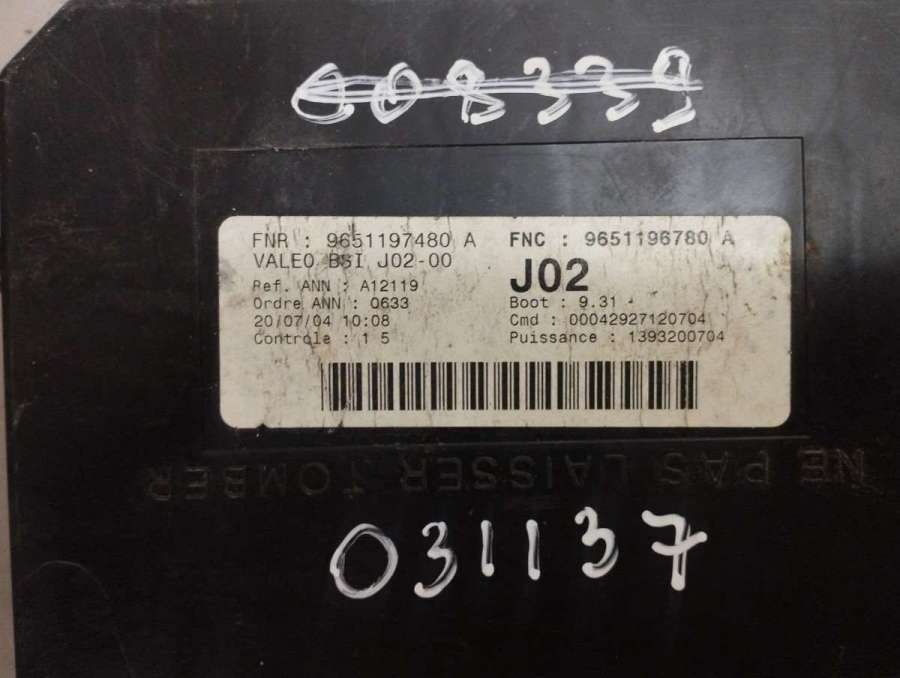 008339
FNR : 9651197480 A
VALEO BSI J02-00
Ref. ANN : A12119
Ordre ANN : 0633
20/07/04 10:08
Controle : 1 5
FNC : 9651196780 A
J02
Boot : 9.31
Cmd : 00042927120704
Puissance : 1393200704
NE PAS LAISSER TOMBER
031137